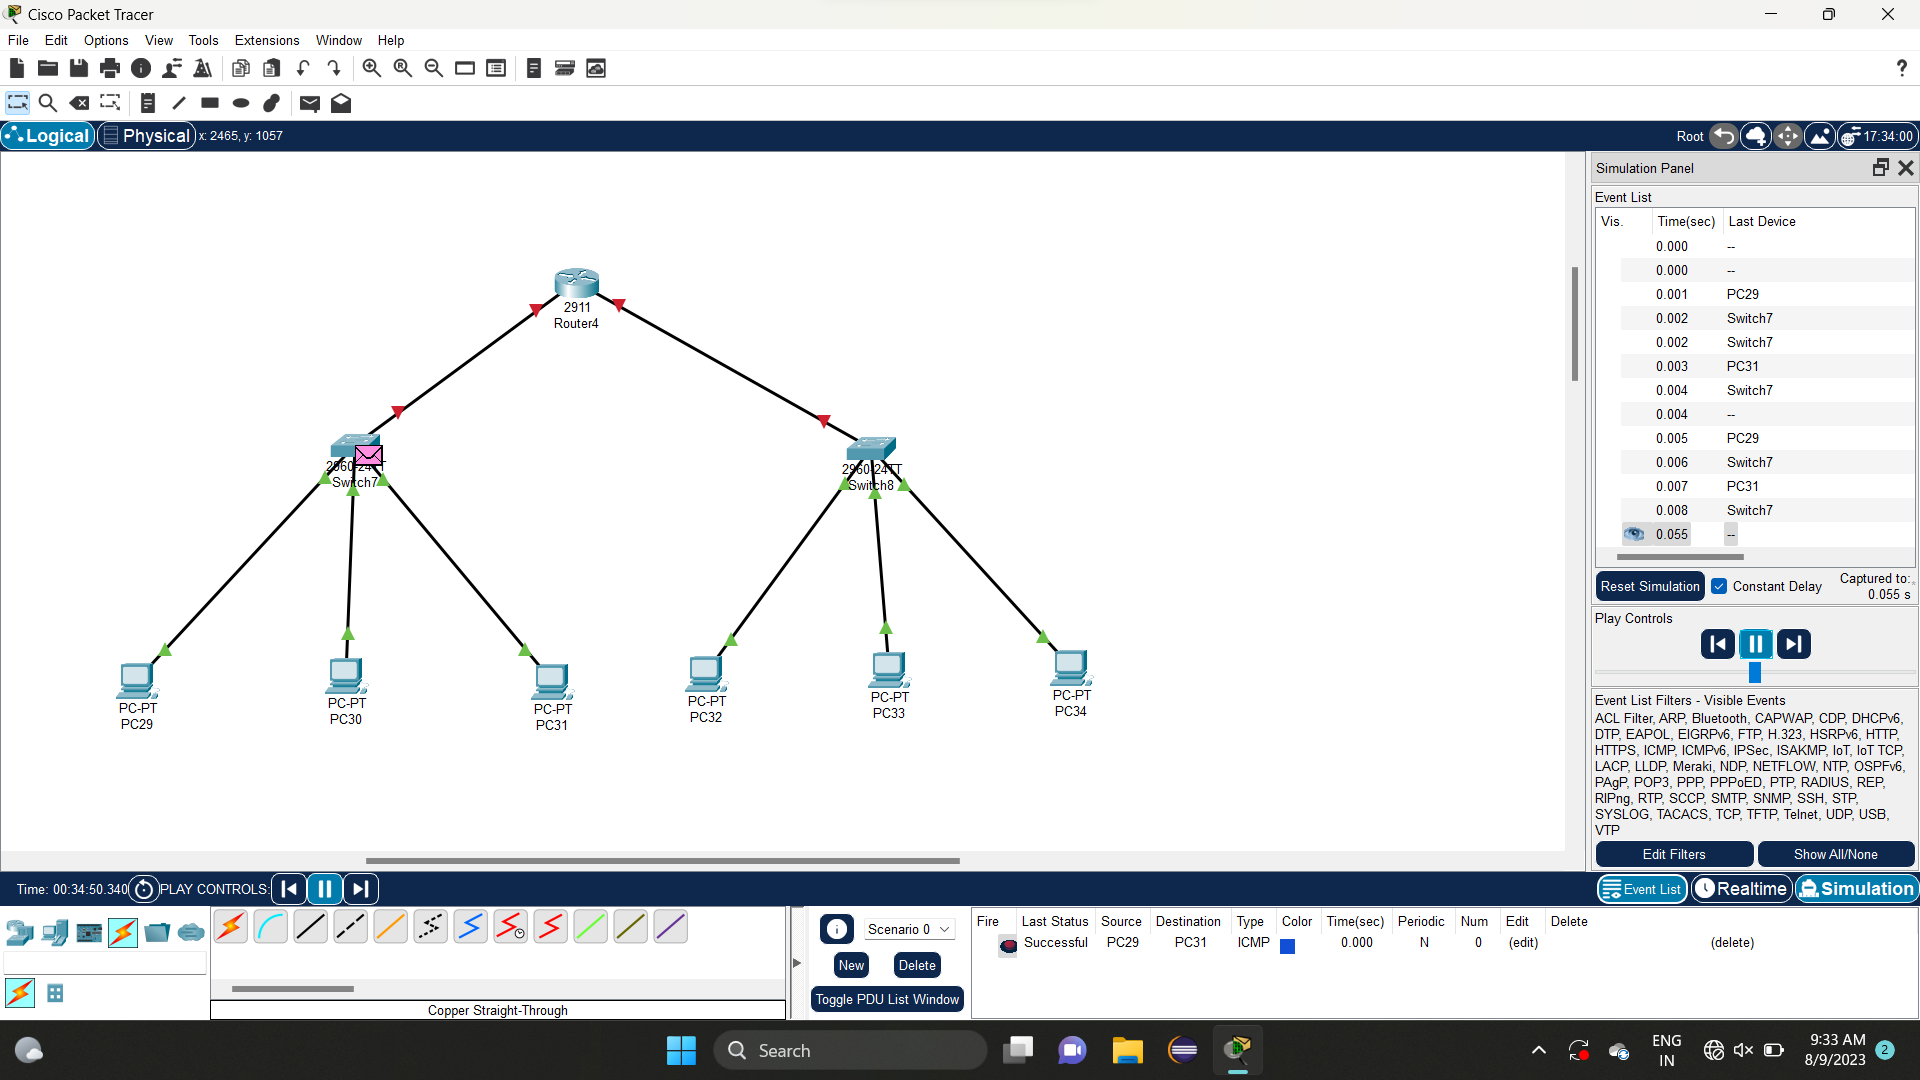 Cisco Packet Tracer
File Edit Options View Tools Extensions Window Help
?
Logical Physical x: 2465, y: 1057
Root 17:34:00
2911
Router4
2960-24TT
Switch7
2960-24TT
Switch8
PC-PT
PC29
PC-PT
PC30
PC-PT
PC31
PC-PT
PC32
PC-PT
PC33
PC-PT
PC34
Simulation Panel
Event List
Vis. Time(sec) Last Device
0.000 --
0.000 --
0.001 PC29
0.002 Switch7
0.002 Switch7
0.003 PC31
0.004 Switch7
0.004 --
0.005 PC29
0.006 Switch7
0.007 PC31
0.008 Switch7
0.055 --
Reset Simulation Constant Delay Captured to:
0.055 s
Play Controls
Event List Filters - Visible Events
ACL Filter, ARP, Bluetooth, CAPWAP, CDP, DHCPv6,
DTP, EAPOL, EIGRPv6, FTP, H.323, HSRPv6, HTTP,
HTTPS, ICMP, ICMPv6, IPSec, ISAKMP, IoT, IoT TCP,
LACP, LLDP, Meraki, NDP, NETFLOW, NTP, OSPFv6,
PAgP, POP3, PPP, PPPoED, PTP, RADIUS, REP,
RIPng, RTP, SCCP, SMTP, SNMP, SSH, STP,
SYSLOG, TACACS, TCP, TFTP, Telnet, UDP, USB,
VTP
Edit Filters Show All/None
Time: 00:34:50.340 PLAY CONTROLS:
Event List Realtime Simulation
Copper Straight-Through
Scenario 0
New Delete
Toggle PDU List Window
Fire Last Status Source Destination Type Color Time(sec) Periodic Num Edit Delete
Successful PC29 PC31 ICMP 0.000 N 0 (edit) (delete)
Search
ENG
IN
9:33 AM
8/9/2023
2